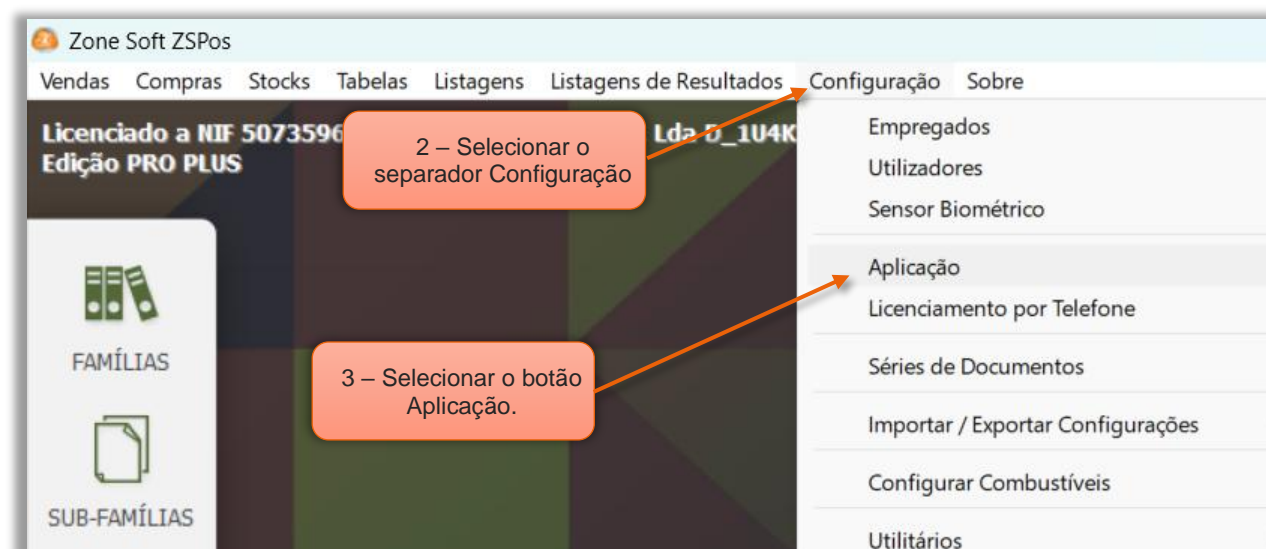 Zone Soft ZSPos
Vendas Compras Stocks Tabelas Listagens Listagens de Resultados Configuração Sobre
Licenciado a NIF 5073596 Lda D_1U4K
Edição PRO PLUS
2 – Selecionar o
separador Configuração
Empregados
Utilizadores
Sensor Biométrico
Aplicação
Licenciamento por Telefone
Séries de Documentos
Importar / Exportar Configurações
Configurar Combustíveis
Utilitários
FAMÍLIAS
3 – Selecionar o botão
Aplicação.
SUB-FAMÍLIAS